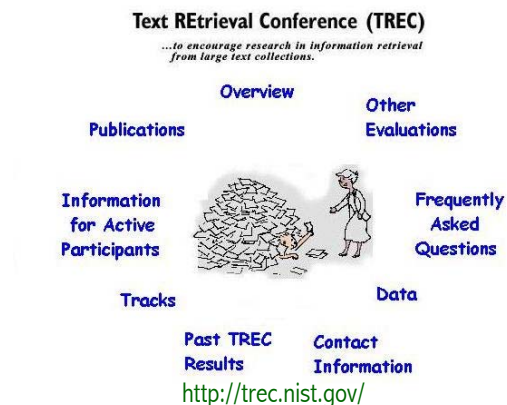 Text REtrieval Conference (TREC)
...to encourage research in information retrieval
from large text collections.
Overview
Other
Evaluations
Publications
Information
for Active
Participants
Frequently
Asked
Questions
Tracks
Data
Past TREC
Results
Contact
Information
http://trec.nist.gov/